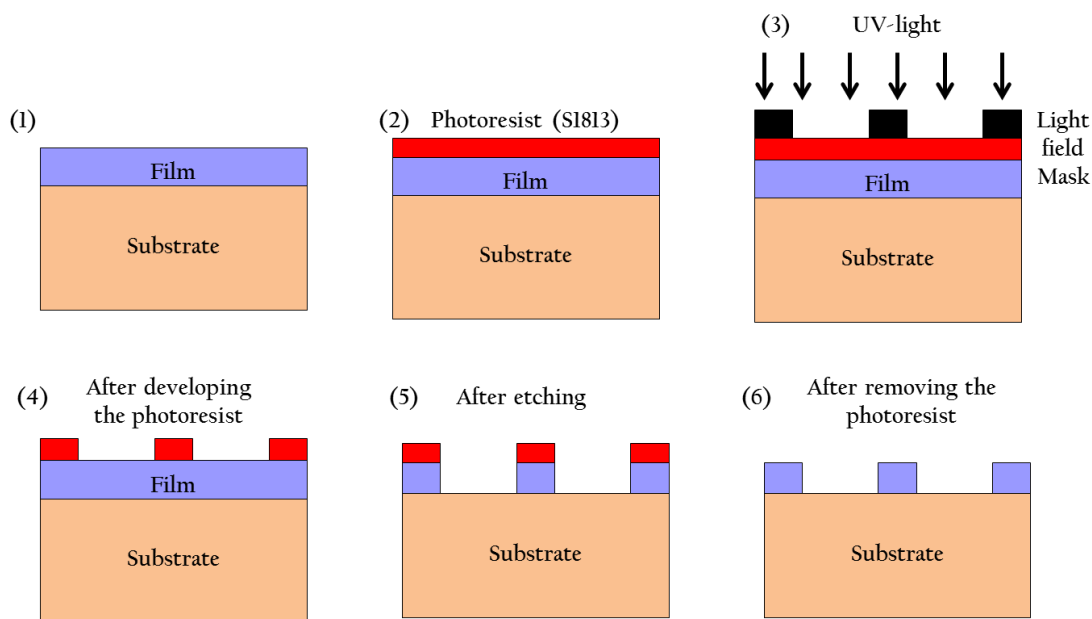 (1)
Film
Substrate
(2) Photoresist (S1813)
Film
Substrate
(3) UV-light
Light
field
Mask
Film
Substrate
(4) After developing
the photoresist
Film
Substrate
(5) After etching
Substrate
(6) After removing the
photoresist
Substrate